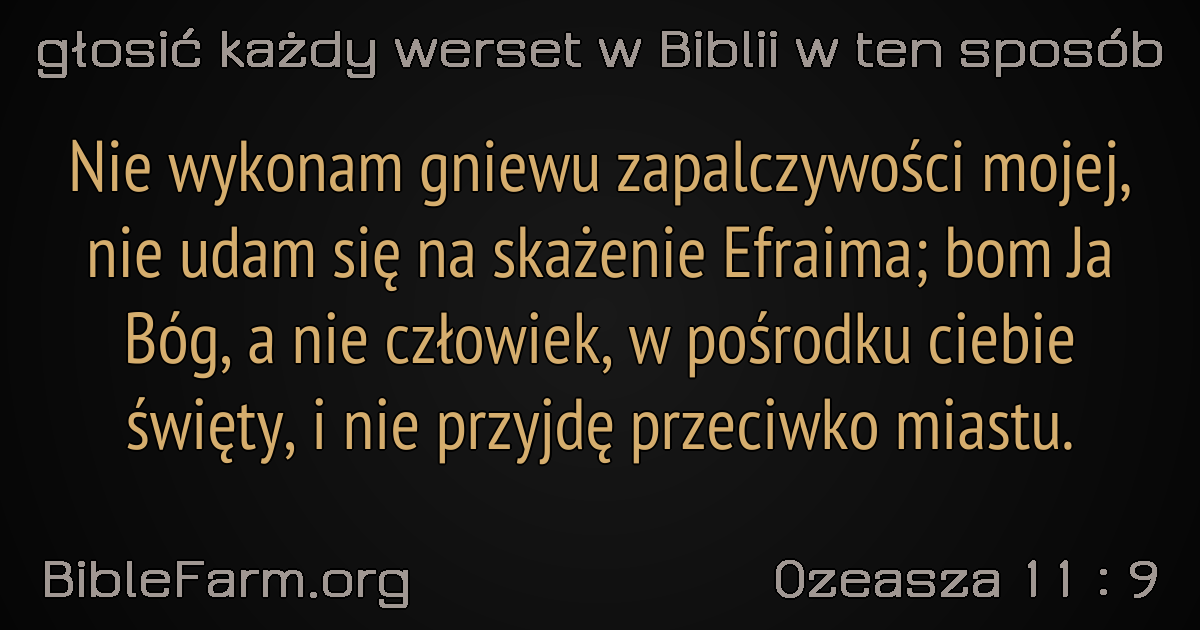 głosić każdy werset w Biblii w ten sposób
Nie wykonam gniewu zapalczywości mojej,
nie udam się na skażenie Efraima; bom Ja
Bóg, a nie człowiek, w pośrodku ciebie
święty, i nie przyjdę przeciwko miastu.
BibleFarm.org
Ozeasza 11 : 9